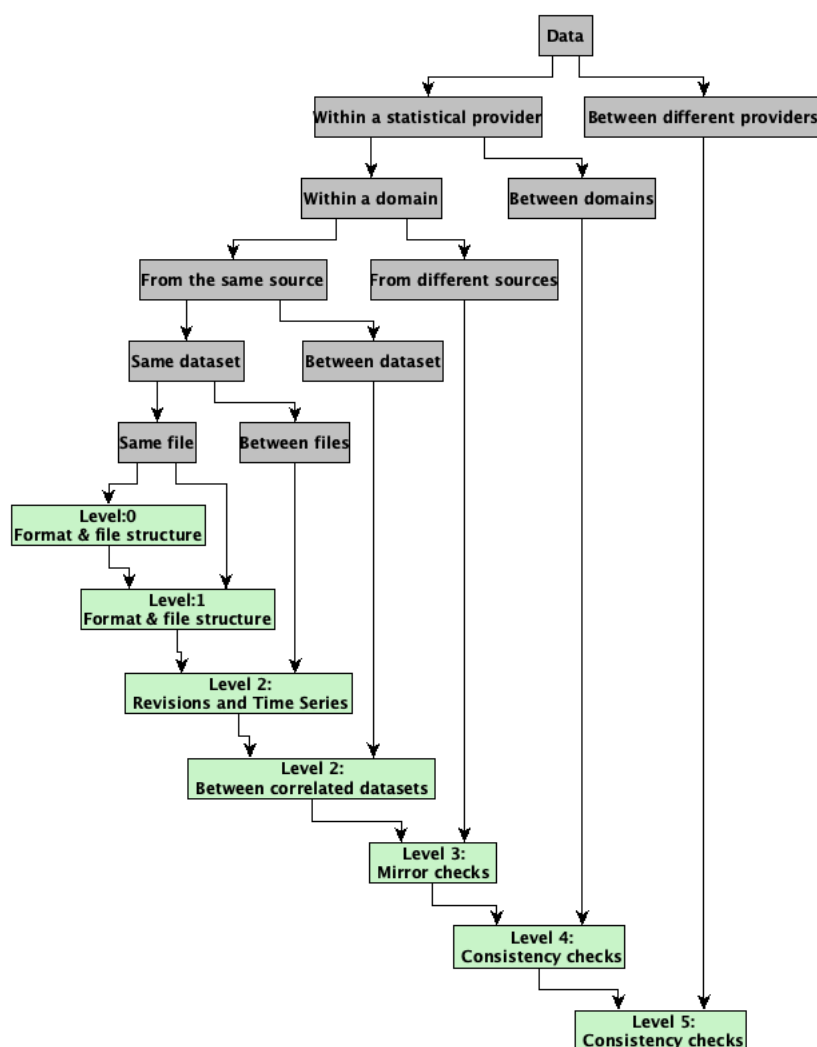 Data
Within a statistical provider
Between different providers
Within a domain
Between domains
From the same source
From different sources
Same dataset
Between dataset
Same file
Between files
Level:0
Format & file structure
Level:1
Format & file structure
Level 2:
Revisions and Time Series
Level 2:
Between correlated datasets
Level 3:
Mirror checks
Level 4:
Consistency checks
Level 5:
Consistency checks